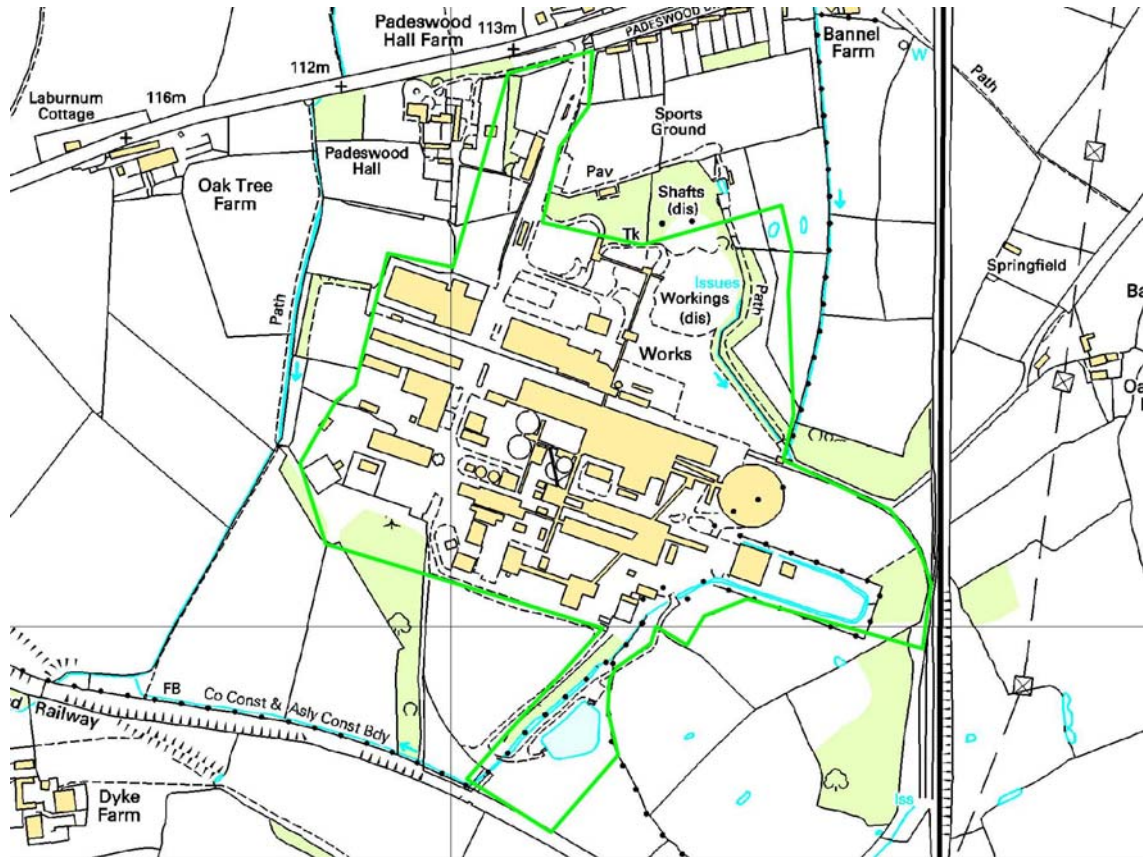 Padeswood
Hall Farm
113m
PADESWOOD
Bannel
Farm
W
112m
Path
Laburnum
Cottage
116m
Sports
Ground
Padeswood
Hall
Oak Tree
Farm
Pav
Shafts
(dis)
Tk
Springfield
Issues
Path
Path
Workings
(dis)
Works
FB
Co Const & Assly Const Bdy
Railway
Dyke
Farm
Iss